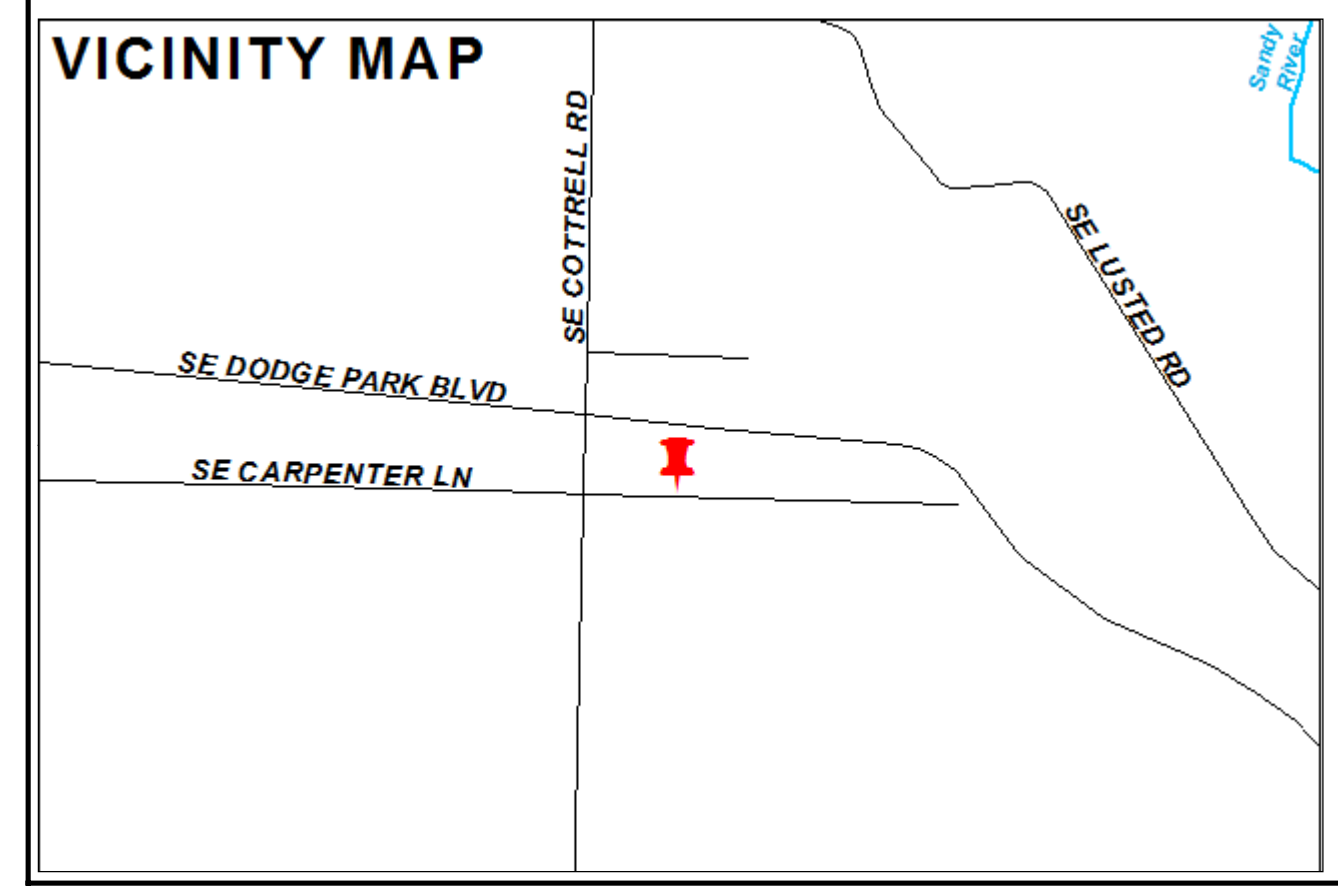 VICINITY MAP
Sandy
River
SE COTTRELL RD
SE LUSTED RD
SE DODGE PARK BLVD
SE CARPENTER LN